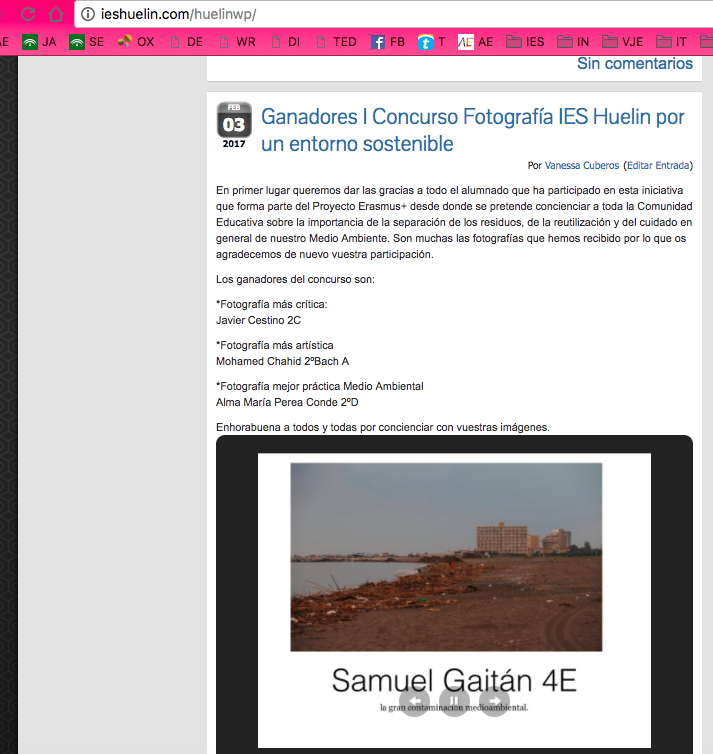 ieshuelin.com/huelinwp/
AE JA SE OX DE WR DI TED FB T AE IES IN VJE IT
Sin comentarios
FEB
03
2017
Ganadores I Concurso Fotografía IES Huelin por
un entorno sostenible
Por Vanessa Cuberos (Editar Entrada)
En primer lugar queremos dar las gracias a todo el alumnado que ha participado en esta iniciativa
que forma parte del Proyecto Erasmus+ desde donde se pretende concienciar a toda la Comunidad
Educativa sobre la importancia de la separación de los residuos, de la reutilización y del cuidado en
general de nuestro Medio Ambiente. Son muchas las fotografías que hemos recibido por lo que os
agradecemos de nuevo vuestra participación.
Los ganadores del concurso son:
*Fotografía más crítica:
Javier Cestino 2C
*Fotografía más artística
Mohamed Chahid 2ºBach A
*Fotografía mejor práctica Medio Ambiental
Alma María Perea Conde 2ºD
Enhorabuena a todos y todas por concienciar con vuestras imágenes.
Samuel Gaitán 4E
la gran contaminación medioambiental.